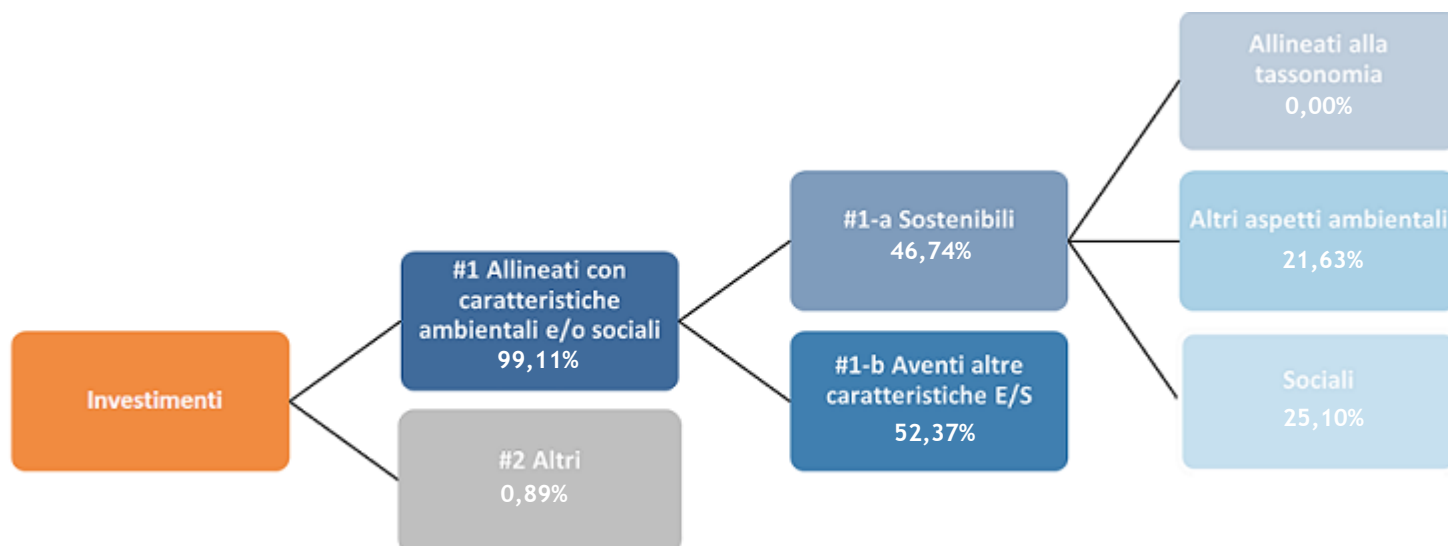 Investimenti
#1 Allineati con
caratteristiche
ambientali e/o sociali
99,11%
#2 Altri
0,89%
#1-a Sostenibili
46,74%
#1-b Aventi altre
caratteristiche E/S
52,37%
Allineati alla
tassonomia
0,00%
Altri aspetti ambientali
21,63%
Sociali
25,10%